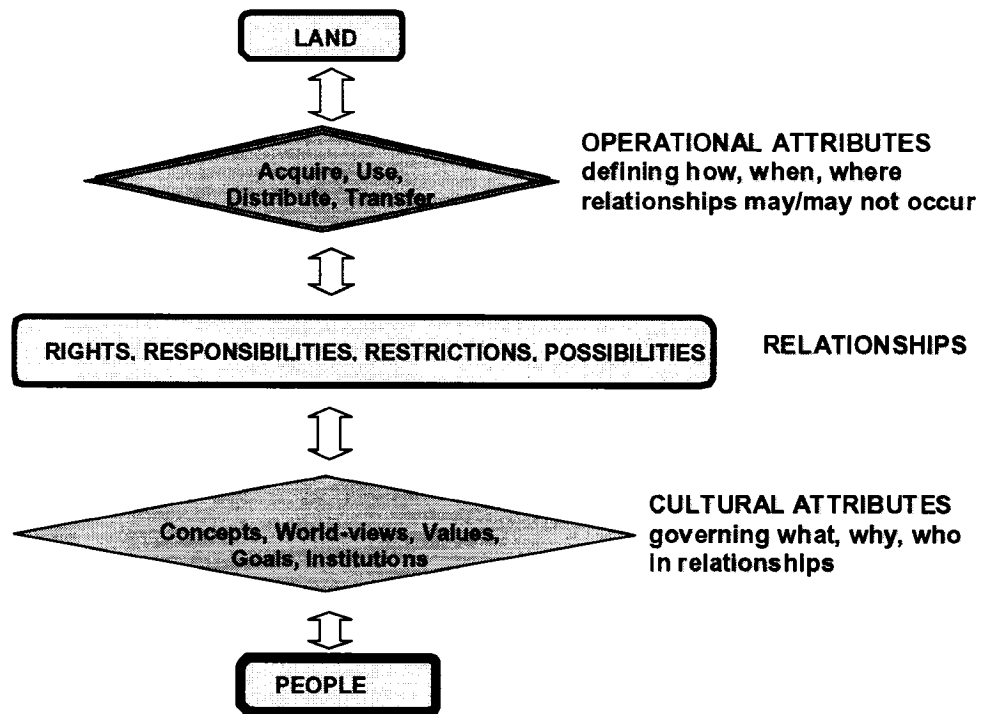 LAND
Acquire, Use,
Distribute, Transfer
OPERATIONAL ATTRIBUTES
defining how, when, where
relationships may/may not occur
RIGHTS. RESPONSIBILITIES. RESTRICTIONS. POSSIBILITIES
RELATIONSHIPS
Concepts, World-views, Values,
Goals, Institutions
CULTURAL ATTRIBUTES
governing what, why, who
in relationships
PEOPLE